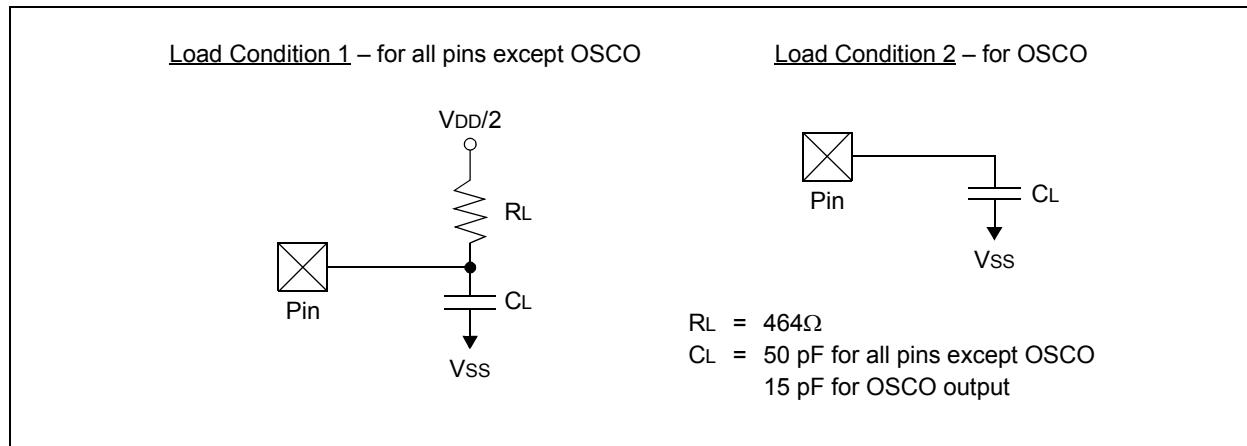 Load Condition 1 – for all pins except OSCO
VDD/2
RL
Pin
CL
VSS
Load Condition 2 – for OSCO
Pin
CL
VSS
RL = 464Ω
CL = 50 pF for all pins except OSCO
15 pF for OSCO output